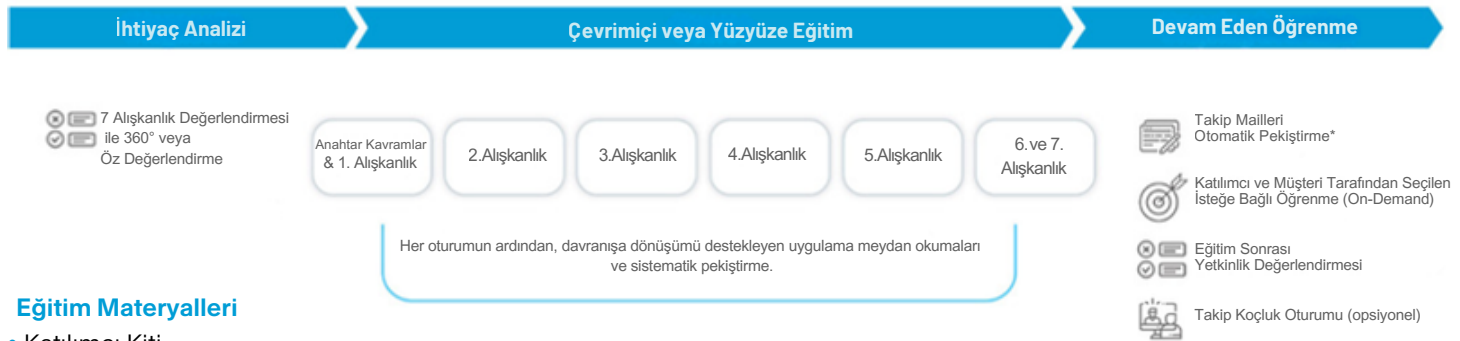 İhtiyaç Analizi
Çevrimiçi veya Yüzyüze Eğitim
Devam Eden Öğrenme
7 Alışkanlık Değerlendirmesi
ile 360° veya
Öz Değerlendirme
Anahtar Kavramlar
& 1. Alışkanlık
2.Alışkanlık
3.Alışkanlık
4.Alışkanlık
5.Alışkanlık
6.ve 7.
Alışkanlık
Her oturumun ardından, davranışa dönüşümü destekleyen uygulama meydan okumaları
ve sistematik pekiştirme.
Takip Mailleri
Otomatik Pekiştirme*
Katılımcı ve Müşteri Tarafından Seçilen
İsteğe Bağlı Öğrenme (On-Demand)
Eğitim Sonrası
Yetkinlik Değerlendirmesi
Takip Koçluk Oturumu (opsiyonel)
Eğitim Materyalleri
• Katılımcı Kiti